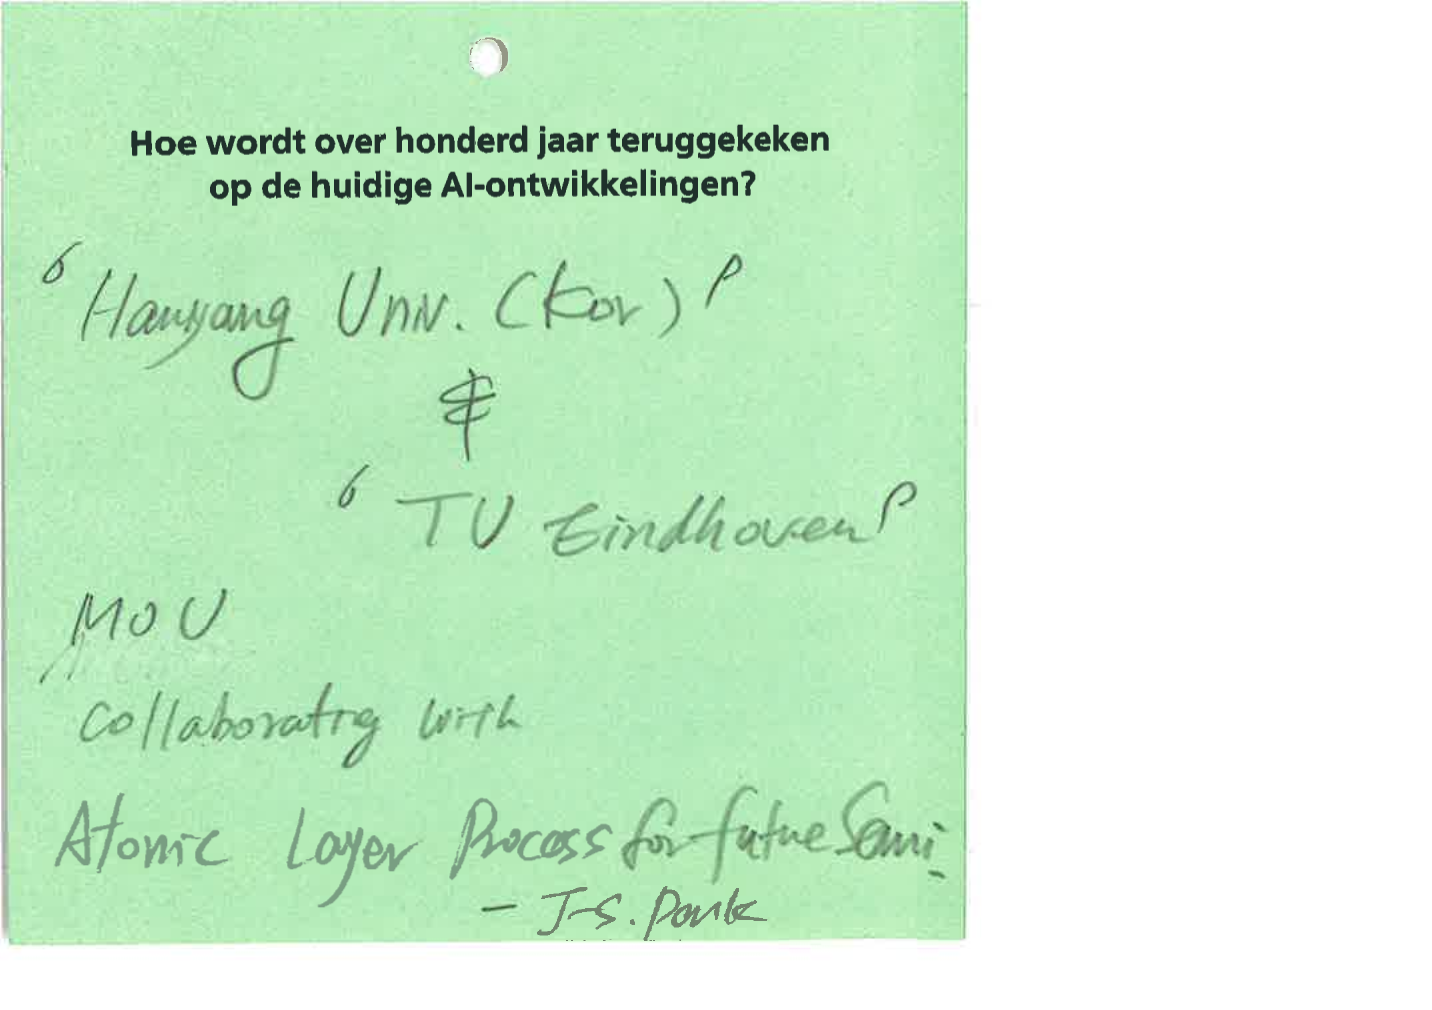 Hoe wordt over honderd jaar teruggekeken
op de huidige AI-ontwikkelingen?
‘Hanyang Univ. (Kor)’
&
‘TU Eindhoven’
MOU
Collaboratig with
Atomic Layer Process for future Semi.
- J-S. Park